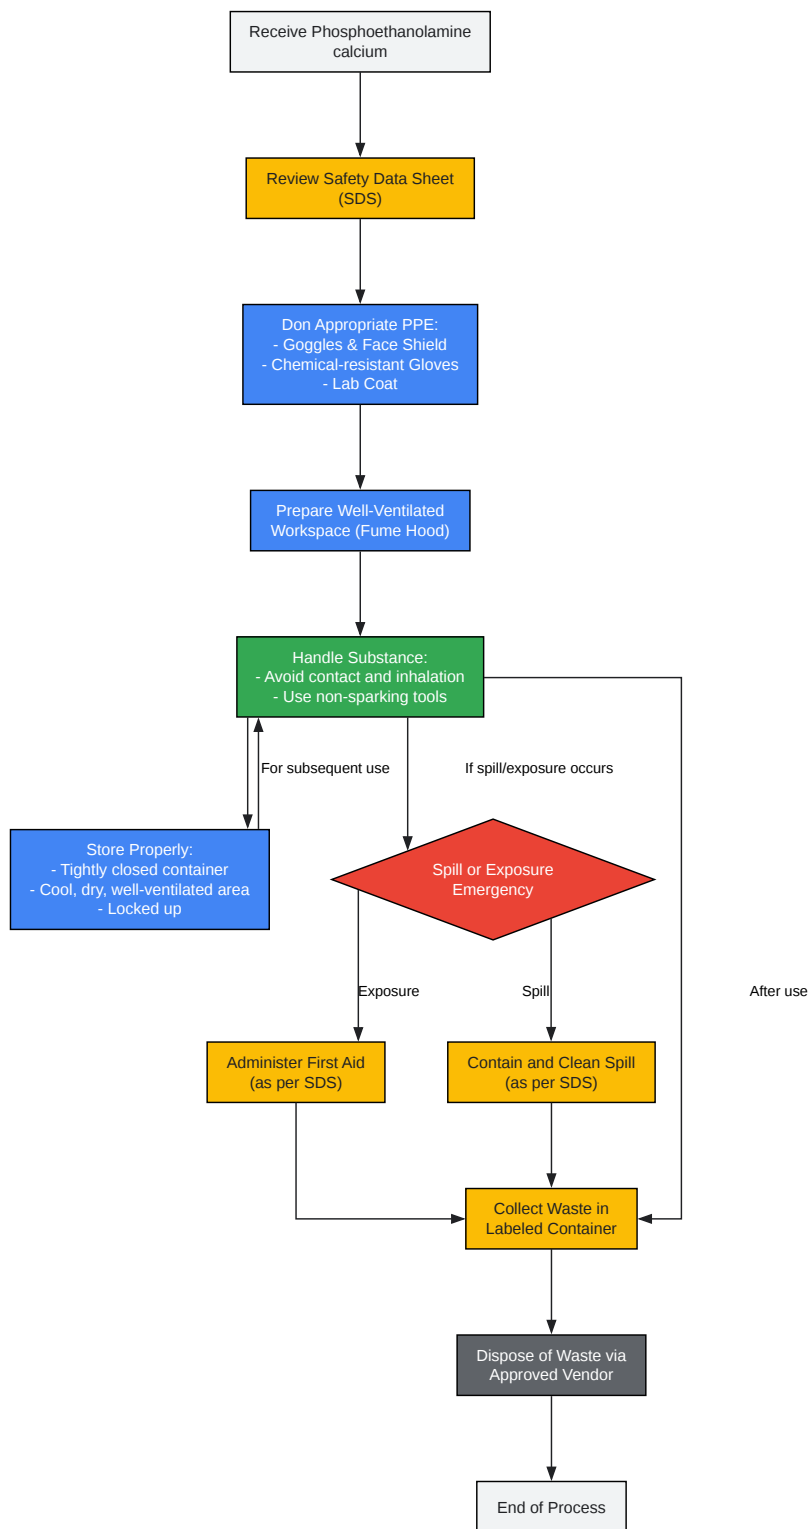 Receive Phosphoethanolamine
calcium
Review Safety Data Sheet
(SDS)
Don Appropriate PPE:
- Goggles & Face Shield
- Chemical-resistant Gloves
- Lab Coat
Prepare Well-Ventilated
Workspace (Fume Hood)
Handle Substance:
- Avoid contact and inhalation
- Use non-sparking tools
For subsequent use
If spill/exposure occurs
Store Properly:
- Tightly closed container
- Cool, dry, well-ventilated area
- Locked up
Spill or Exposure
Emergency
Exposure
Spill
After use
Administer First Aid
(as per SDS)
Contain and Clean Spill
(as per SDS)
Collect Waste in
Labeled Container
Dispose of Waste via
Approved Vendor
End of Process